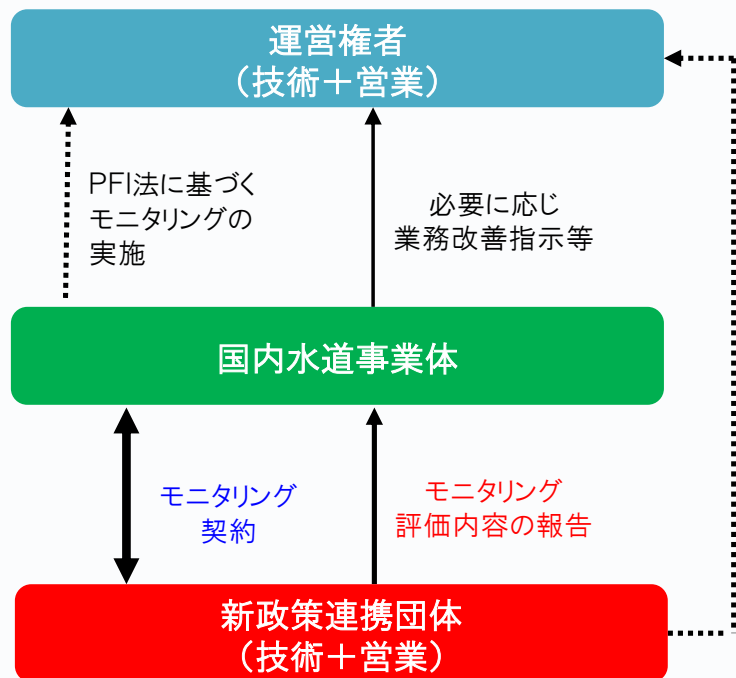 運営権者
（技術＋営業）
PFI法に基づく
モニタリングの
実施
必要に応じ
業務改善指示等
国内水道事業体
モニタリング
契約
モニタリング
評価内容の報告
新政策連携団体
（技術＋営業）